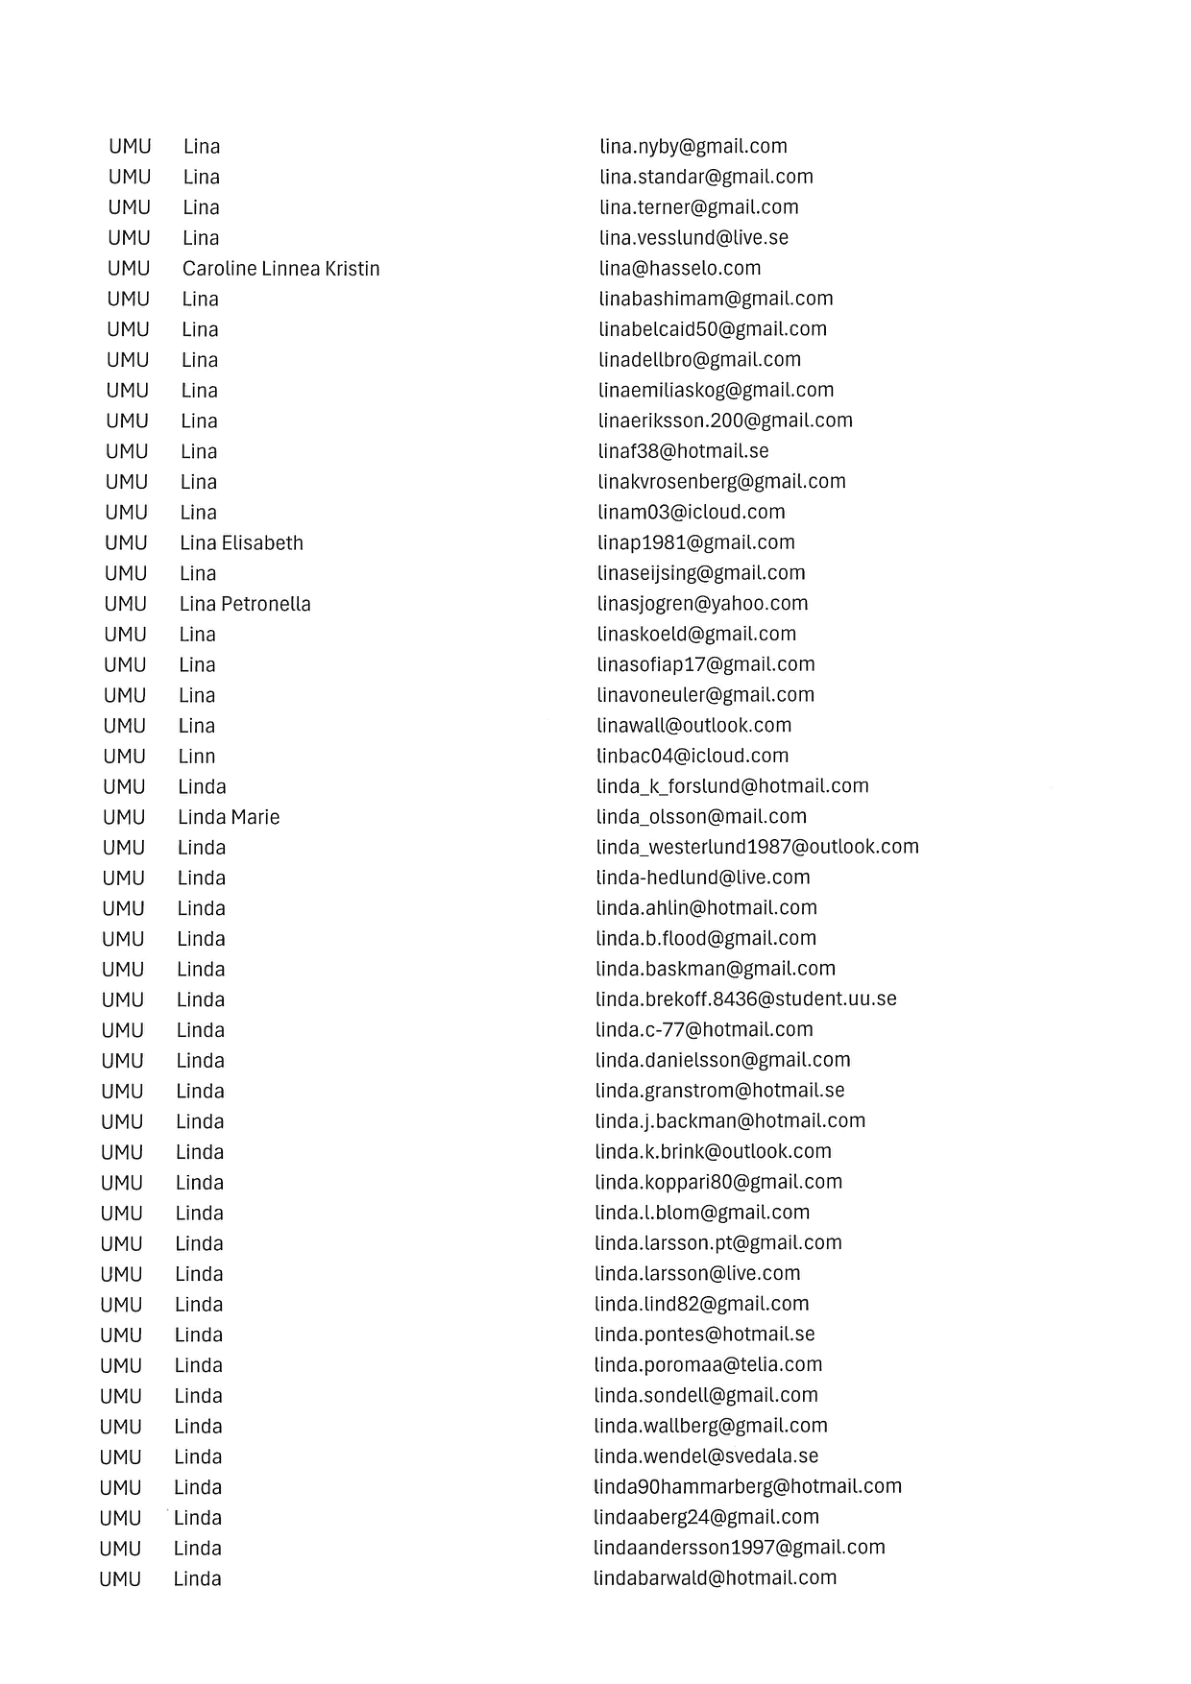 UMU Lina lina.nyby@gmail.com
UMU Lina lina.standar@gmail.com
UMU Lina lina.terner@gmail.com
UMU Lina lina.vesslund@live.se
UMU Caroline Linnea Kristin lina@hasselo.com
UMU Lina linabashimam@gmail.com
UMU Lina linabelcaid50@gmail.com
UMU Lina linadellbro@gmail.com
UMU Lina linaemiliaskog@gmail.com
UMU Lina linaeriksson.200@gmail.com
UMU Lina linaf38@hotmail.se
UMU Lina linakvrosenberg@gmail.com
UMU Lina linam03@icloud.com
UMU Lina Elisabeth linap1981@gmail.com
UMU Lina linaseijsing@gmail.com
UMU Lina Petronella linasjogren@yahoo.com
UMU Lina linaskoeld@gmail.com
UMU Lina linasofiap17@gmail.com
UMU Lina linavoneuler@gmail.com
UMU Lina linawall@outlook.com
UMU Linn linbac04@icloud.com
UMU Linda linda_k_forslund@hotmail.com
UMU Linda Marie linda_olsson@mail.com
UMU Linda linda_westerlund1987@outlook.com
UMU Linda linda-hedlund@live.com
UMU Linda linda.ahlin@hotmail.com
UMU Linda linda.b.flood@gmail.com
UMU Linda linda.baskman@gmail.com
UMU Linda linda.brekoff.8436@student.uu.se
UMU Linda linda.c-77@hotmail.com
UMU Linda linda.danielsson@gmail.com
UMU Linda linda.granstrom@hotmail.se
UMU Linda linda.j.backman@hotmail.com
UMU Linda linda.k.brink@outlook.com
UMU Linda linda.koppari80@gmail.com
UMU Linda linda.l.blom@gmail.com
UMU Linda linda.larsson.pt@gmail.com
UMU Linda linda.larsson@live.com
UMU Linda linda.lind82@gmail.com
UMU Linda linda.pontes@hotmail.se
UMU Linda linda.poromaa@telia.com
UMU Linda linda.sondell@gmail.com
UMU Linda linda.wallberg@gmail.com
UMU Linda linda.wendel@svedala.se
UMU Linda linda90hammarberg@hotmail.com
UMU Linda lindaaberg24@gmail.com
UMU Linda lindaandersson1997@gmail.com
UMU Linda lindabarwald@hotmail.com